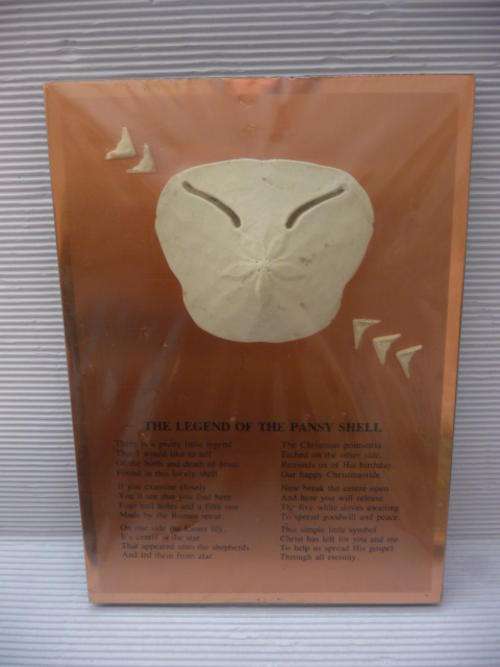 THE LEGEND OF THE PANSY SHELL
There is a pretty little legend
That I would like to tell
Of the birth and death of Jesus
Found in this lovely shell.
If you examine closely
You'll see that you find here
Four nail holes and a fifth one
Made by the Roman spear.
On one side the Easter lily,
It's centre is the star
That appeared unto the shepherds
And led them from afar.
The Christmas poinsettia
Etched on the other side,
Reminds us of His birthday
Our happy Christmastide.
Now break the centre open
And here you will release
The five white doves awaiting
To spread goodwill and peace.
This simple little symbol
Christ has left for you and me
To help us spread His gospel
Through all eternity.